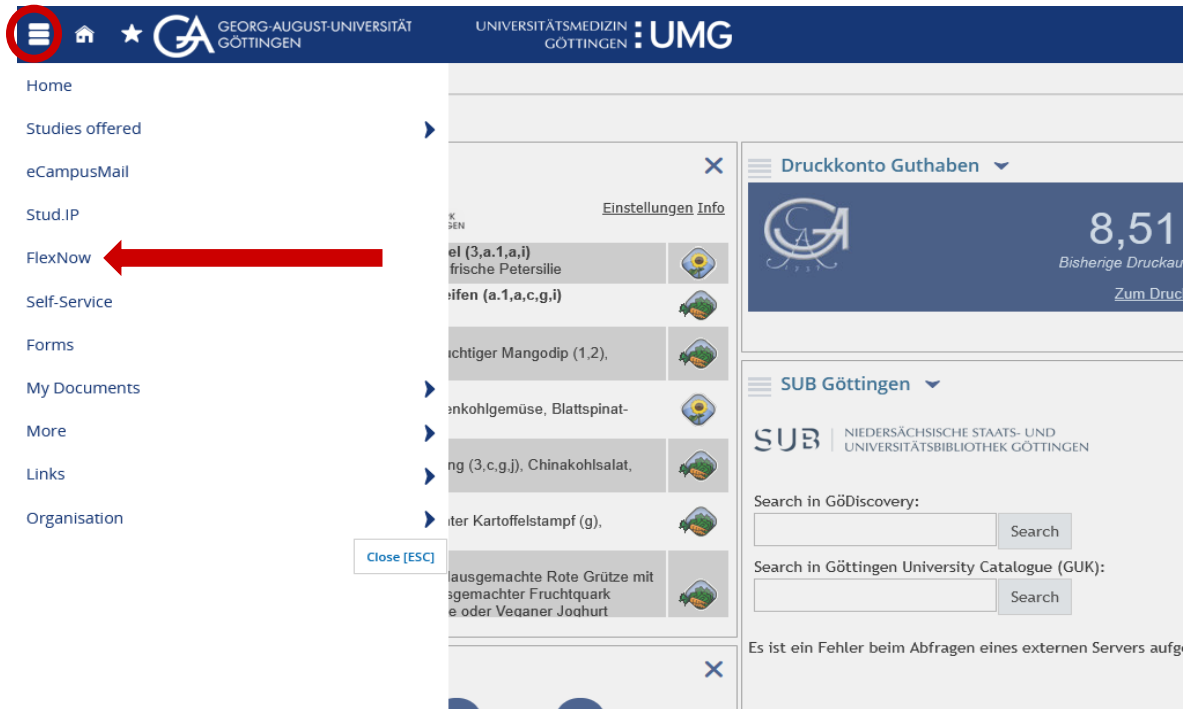 GEORG-AUGUST-UNIVERSITÄT
GÖTTINGEN
UNIVERSITÄTSMEDIZIN
GÖTTINGEN
UMG
Home
Studies offered
eCampusMail
Stud.IP
FlexNow
Self-Service
Forms
My Documents
More
Links
Organisation
Close [ESC]
Einstellungen Info
el (3,a.1,a,i)
frische Petersilie
eifen (a.1,a,c,g,i)
uchtiger Mangodip (1,2),
enkohlgemüse, Blattspinat-
ng (3,c,g,j), Chinakohlsalat,
ter Kartoffelstampf (g),
Hausgemachte Rote Grütze mit
sgemachter Fruchtquark
e oder Veganer Joghurt
Druckkonto Guthaben
8,51
Bisherige Druckau
Zum Druc
SUB Göttingen
SUB
NIEDERSÄCHSISCHE STAATS- UND
UNIVERSITÄTSBIBLIOTHEK GÖTTINGEN
Search in GöDiscovery:
Search
Search in Göttingen University Catalogue (GUK):
Search
Es ist ein Fehler beim Abfragen eines externen Servers aufg